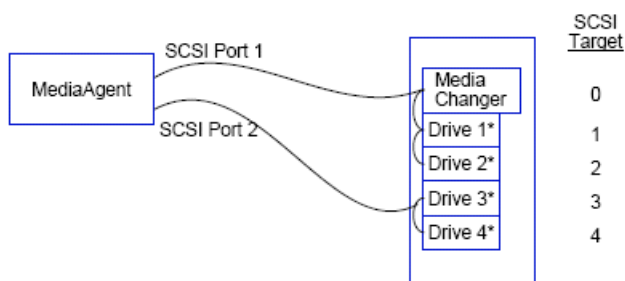 SCSI
Target
SCSI Port 1
MediaAgent
Media
Changer
0
SCSI Port 2
Drive 1*
1
Drive 2*
2
Drive 3*
3
Drive 4*
4